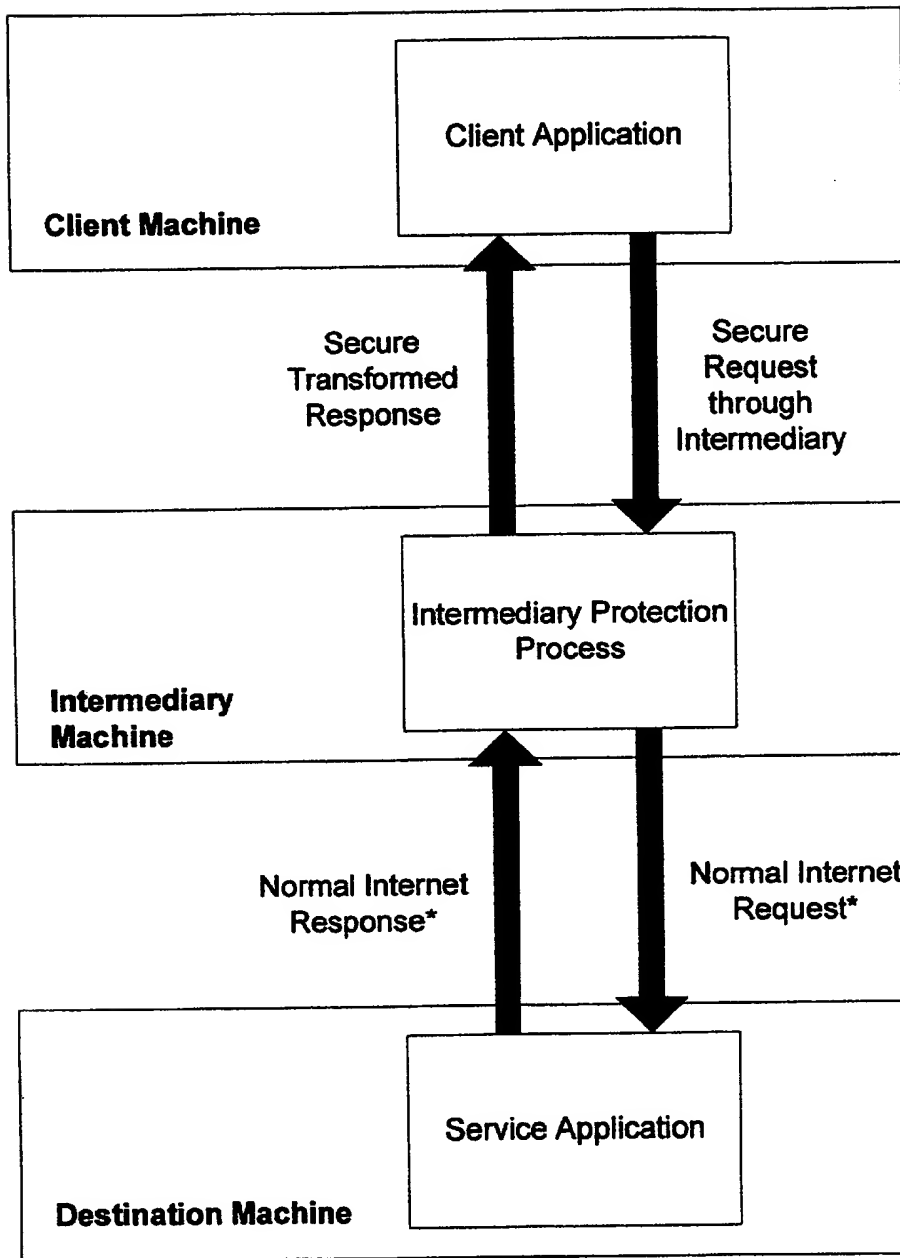 Client Application
Client Machine
Secure
Transformed
Response
Secure
Request
through
Intermediary
Intermediary Protection
Process
Intermediary
Machine
Normal Internet
Response*
Normal Internet
Request*
Service Application
Destination Machine